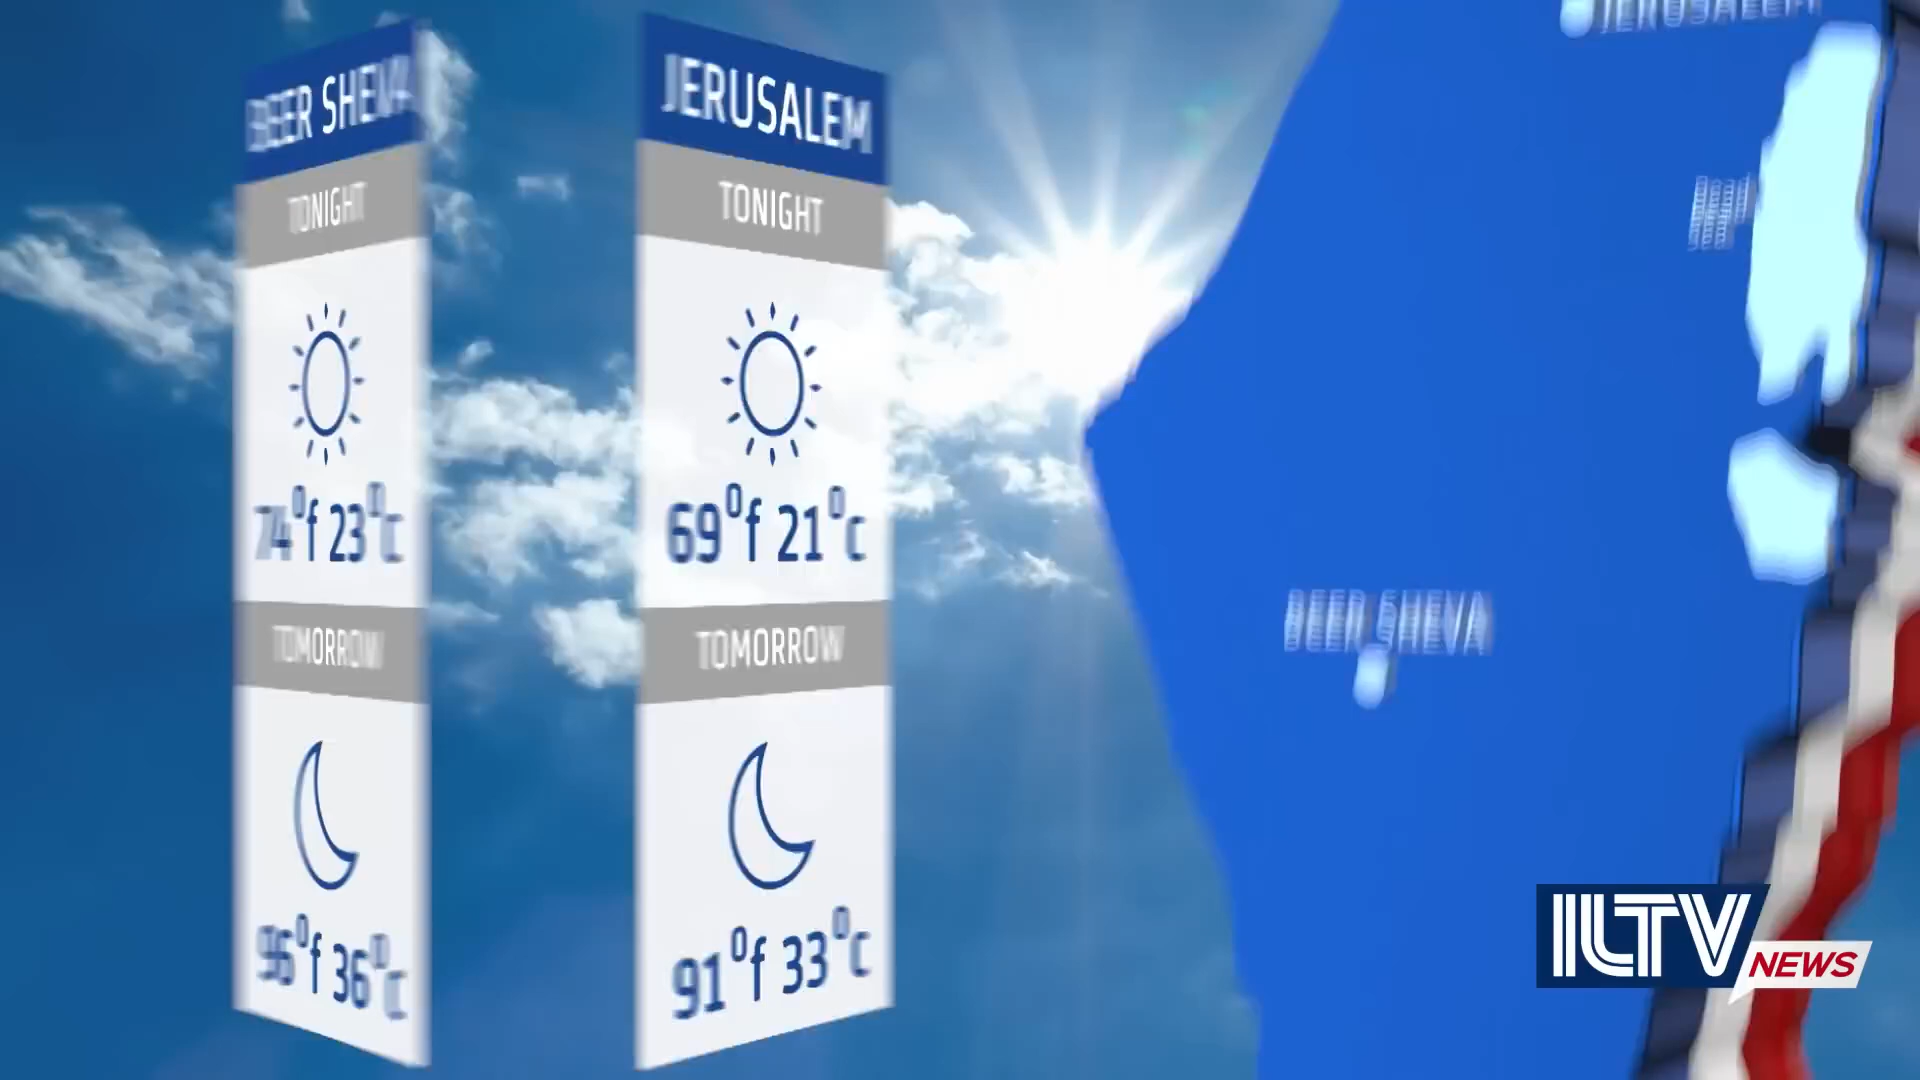 BEER SHEVA
TONIGHT
74°f 23°c
TOMORROW
96°f 36°c
JERUSALEM
TONIGHT
69°f 21°c
TOMORROW
91°f 33°c
JERUSALEM
BEER SHEVA
ILTV
NEWS